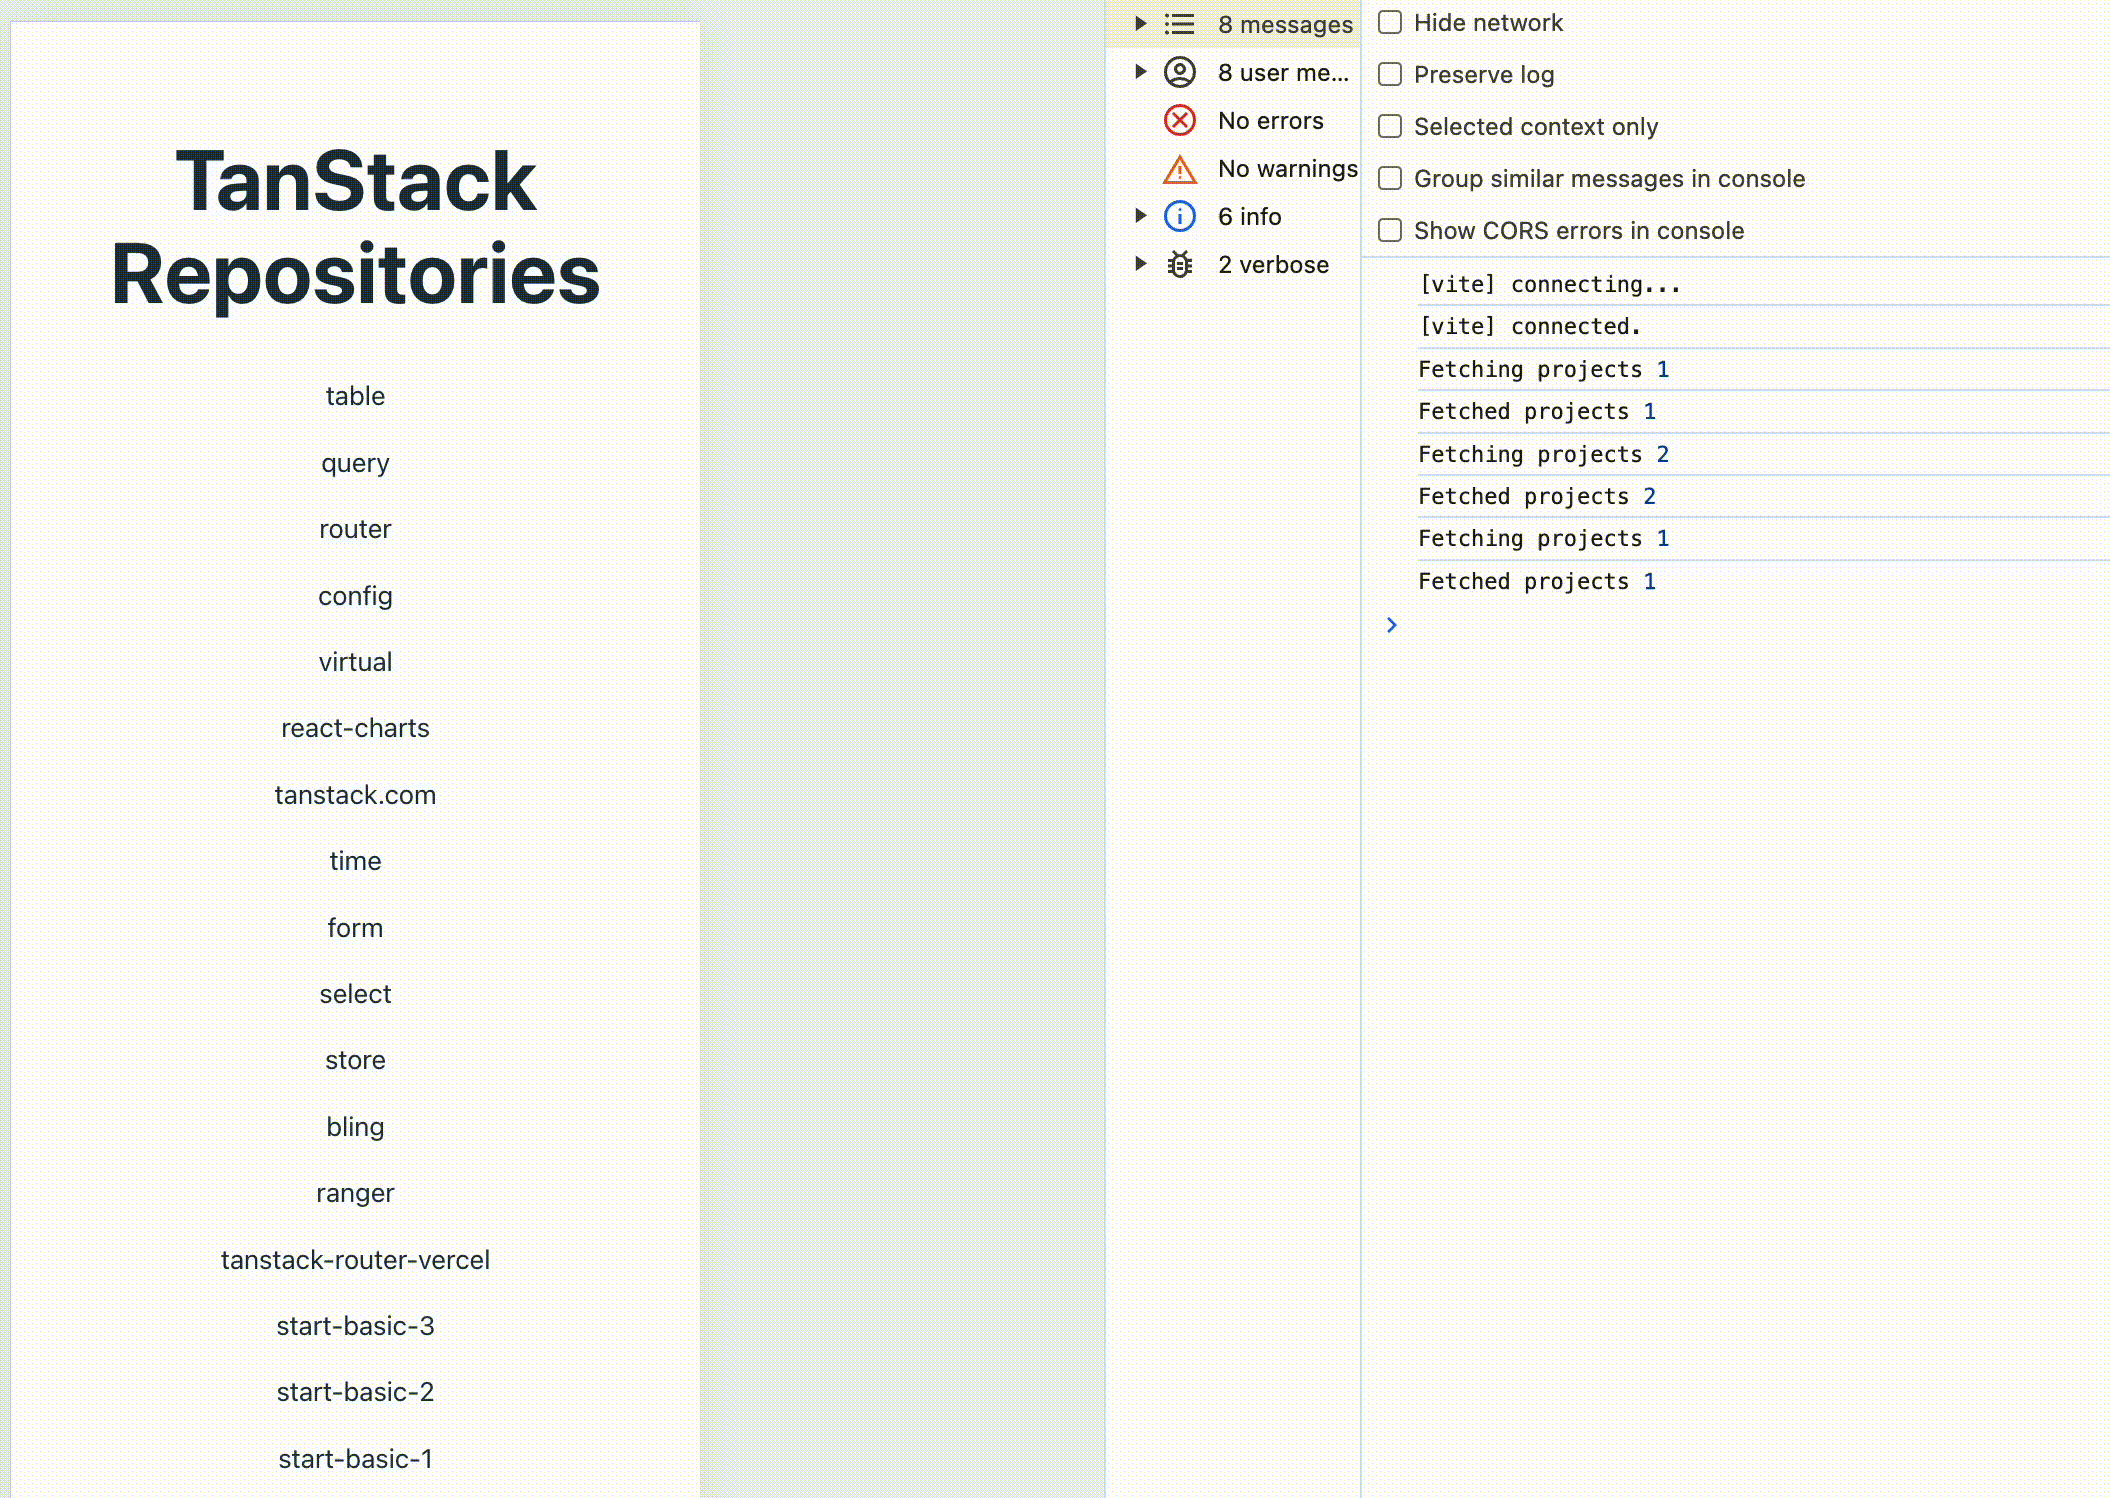 TanStack
Repositories
table
query
router
config
virtual
react-charts
tanstack.com
time
form
select
store
bling
ranger
tanstack-router-vercel
start-basic-3
start-basic-2
start-basic-1
8 messages
8 user me...
No errors
No warnings
6 info
2 verbose
Hide network
Preserve log
Selected context only
Group similar messages in console
Show CORS errors in console
[vite] connecting...
[vite] connected.
Fetching projects 1
Fetched projects 1
Fetching projects 2
Fetched projects 2
Fetching projects 1
Fetched projects 1